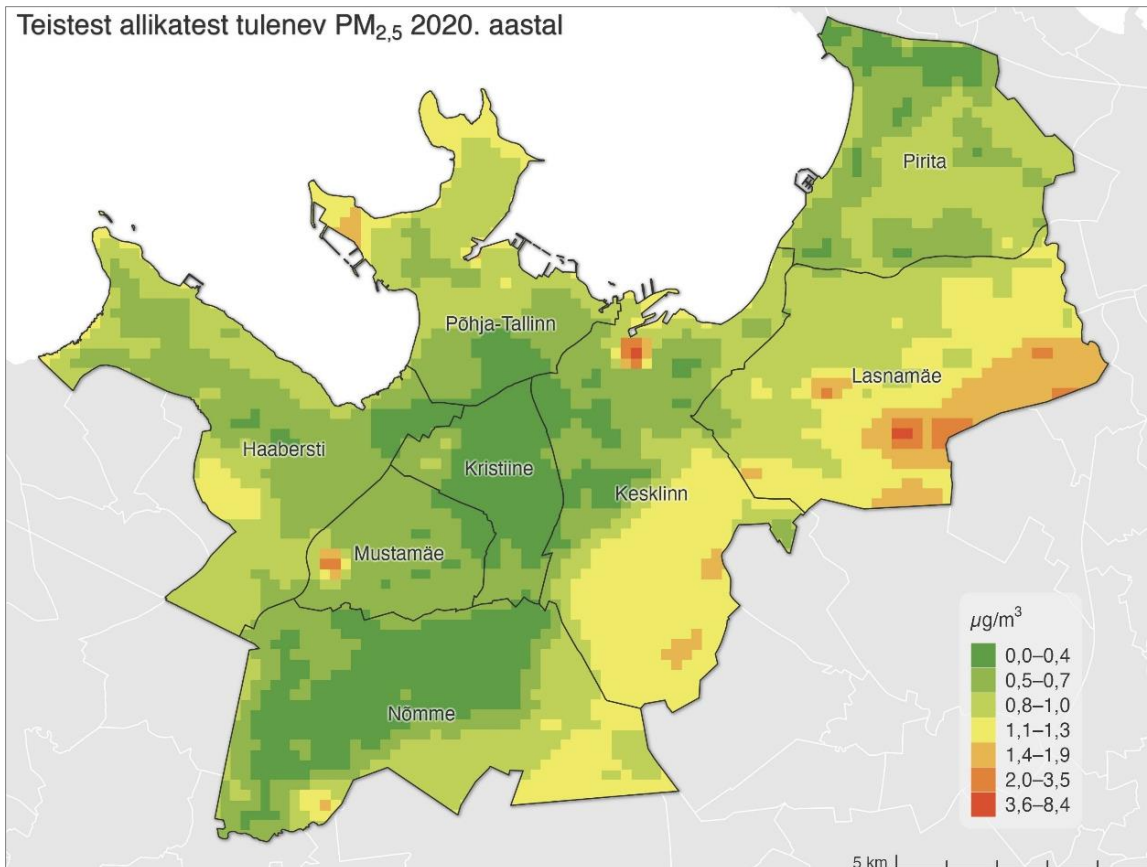 Teistest allikatest tulenev PM2,5 2020. aastal
Pirita
Põhja-Tallinn
Lasnamäe
Haabersti
Kristiine
Kesklinn
Mustamäe
Nõmme
µg/m³
0,0–0,4
0,5–0,7
0,8–1,0
1,1–1,3
1,4–1,9
2,0–3,5
3,6–8,4
5 km